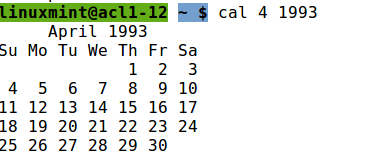 linuxmint@acl1-12 ~ $ cal 4 1993
     April 1993
Su Mo Tu We Th Fr Sa
             1  2  3
 4  5  6  7  8  9 10
11 12 13 14 15 16 17
18 19 20 21 22 23 24
25 26 27 28 29 30